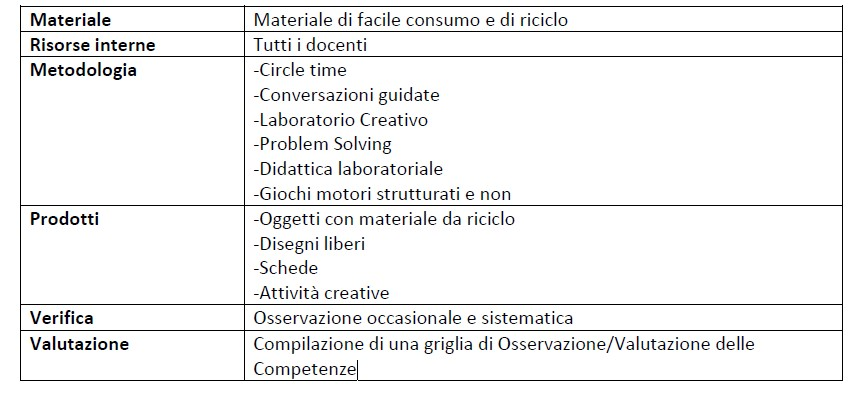 Materiale Materiale di facile consumo e di riciclo
Risorse interne Tutti i docenti
Metodologia -Circle time
-Conversazioni guidate
-Laboratorio Creativo
-Problem Solving
-Didattica laboratoriale
-Giochi motori strutturati e non
Prodotti -Oggetti con materiale da riciclo
-Disegni liberi
-Schede
-Attività creative
Verifica Osservazione occasionale e sistematica
Valutazione Compilazione di una griglia di Osservazione/Valutazione delle
Competenze